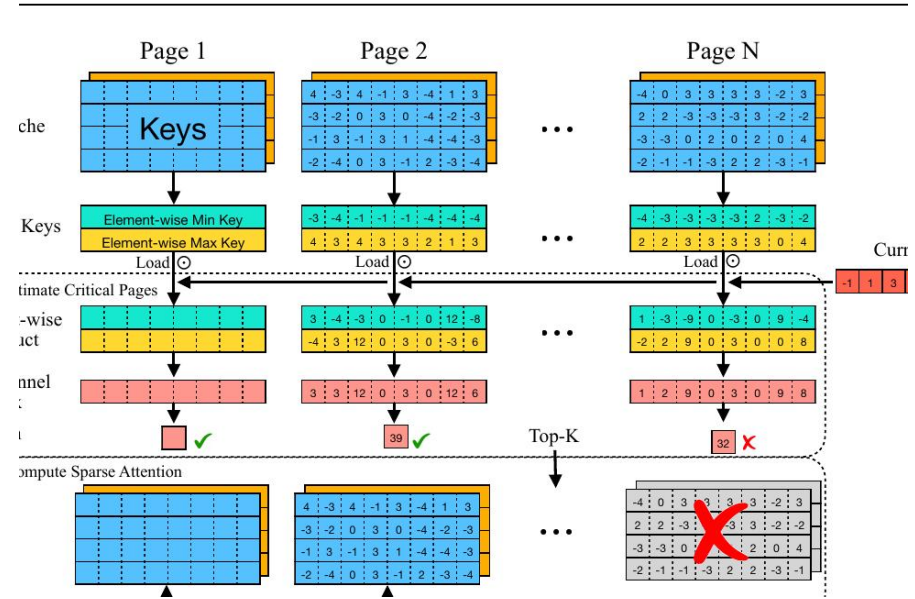 Page 1 Page 2 Page N
4 -3 4 -1 3 -4 1 3 -4 0 3 3 3 3 -2 3
-3 -2 0 3 0 -4 -2 -3 2 2 -3 -3 3 3 -2 -2
che Keys ...
-1 3 -1 3 1 -4 -4 -3 -3 -3 0 2 0 2 0 4
-2 -4 0 3 -1 2 -3 -4 -2 -1 -1 -3 2 2 -3 -1
Keys Element-wise Min Key -3 -4 -1 -1 -1 -4 -4 -4 -4 -3 -3 -3 -3 2 -3 -2
Element-wise Max Key 4 3 4 3 3 2 1 3 ... 2 2 3 3 3 3 0 4
Load Load Load Curr
timate Critical Pages -1 1 3
-wise 3 -4 -3 0 -1 0 12 -8 ... 1 -3 -9 0 -3 0 9 -4
uct -4 3 12 0 3 0 -3 6 -2 2 9 0 3 0 0 8
nnel 3 3 12 0 3 0 12 6 1 2 9 0 3 0 9 8
39 Top-K 32
ompute Sparse Attention
4 -3 4 -1 3 -4 1 3 -4 0 3 3 3 3 -2 3
-3 -2 0 3 0 -4 -2 -3 ... 2 2 -3 -3 3 -2 -2
-1 3 -1 3 1 -4 -4 -3 -3 -3 0 2 0 4
-2 -4 0 3 -1 2 -3 -4 -2 -1 -1 -3 2 2 -3 -1